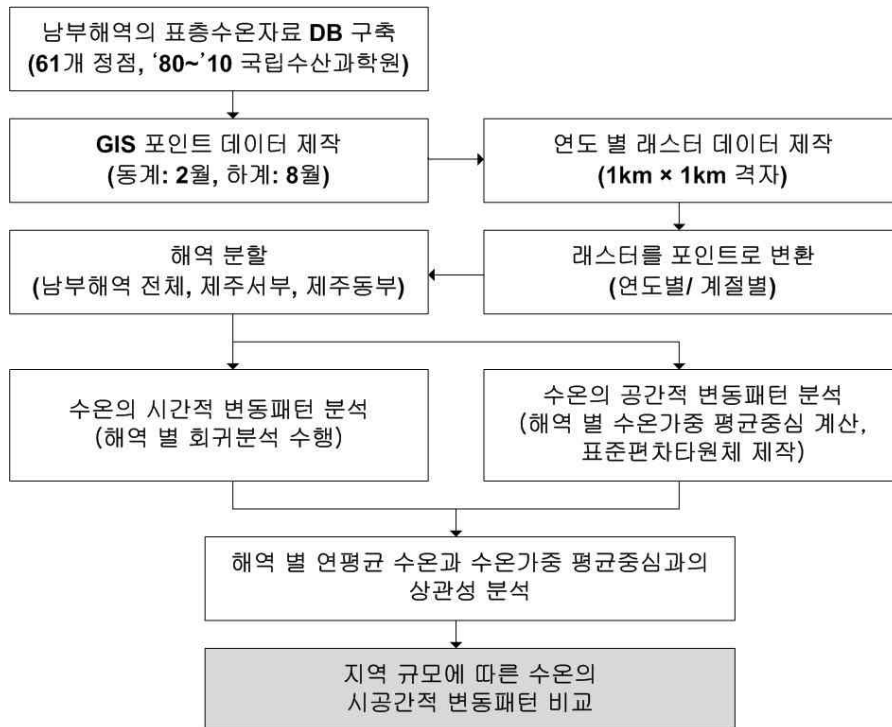 남부해역의 표층수온자료 DB 구축
(61개 정점, ‘80~’10 국립수산과학원)
GIS 포인트 데이터 제작
(동계: 2월, 하계: 8월)
연도 별 래스터 데이터 제작
(1km × 1km 격자)
래스터를 포인트로 변환
(연도별/ 계절별)
해역 분할
(남부해역 전체, 제주서부, 제주동부)
수온의 시간적 변동패턴 분석
(해역 별 회귀분석 수행)
수온의 공간적 변동패턴 분석
(해역 별 수온가중 평균중심 계산,
표준편차타원체 제작)
해역 별 연평균 수온과 수온가중 평균중심과의
상관성 분석
지역 규모에 따른 수온의
시공간적 변동패턴 비교